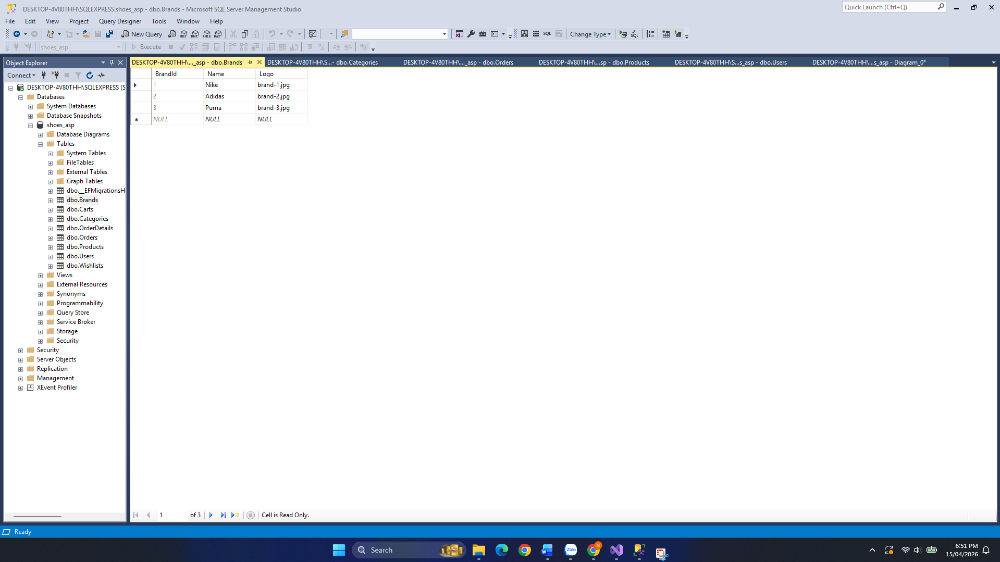 DESKTOP-4V80THH\SQLEXPRESS.shoes_asp - dbo.Brands - Microsoft SQL Server Management Studio
Quick Launch (Ctrl+Q)
File Edit View Project Query Designer Tools Window Help
New Query MDX DMX XMLA DAX SQL Change Type
shoes_asp Execute
Object Explorer
Connect
DESKTOP-4V80THH\SQLEXPRESS (S
Databases
System Databases
Database Snapshots
shoes_asp
Database Diagrams
Tables
System Tables
FileTables
External Tables
Graph Tables
dbo.__EFMigrationsH
dbo.Brands
dbo.Carts
dbo.Categories
dbo.OrderDetails
dbo.Orders
dbo.Products
dbo.Users
dbo.Wishlists
Views
External Resources
Synonyms
Programmability
Query Store
Service Broker
Storage
Security
Security
Server Objects
Replication
Management
XEvent Profiler
DESKTOP-4V80THH\..._asp - dbo.Brands DESKTOP-4V80THH\S...- dbo.Categories DESKTOP-4V80THH\..._asp - dbo.Orders DESKTOP-4V80THH\...sp - dbo.Products DESKTOP-4V80THH\S...s_asp - dbo.Users DESKTOP-4V80THH\...s_asp - Diagram_0*
BrandId Name Logo
1 Nike brand-1.jpg
2 Adidas brand-2.jpg
3 Puma brand-3.jpg
NULL NULL NULL
1 of 3 Cell is Read Only.
Ready
Search
Zalo
N
6:51 PM
15/04/2026